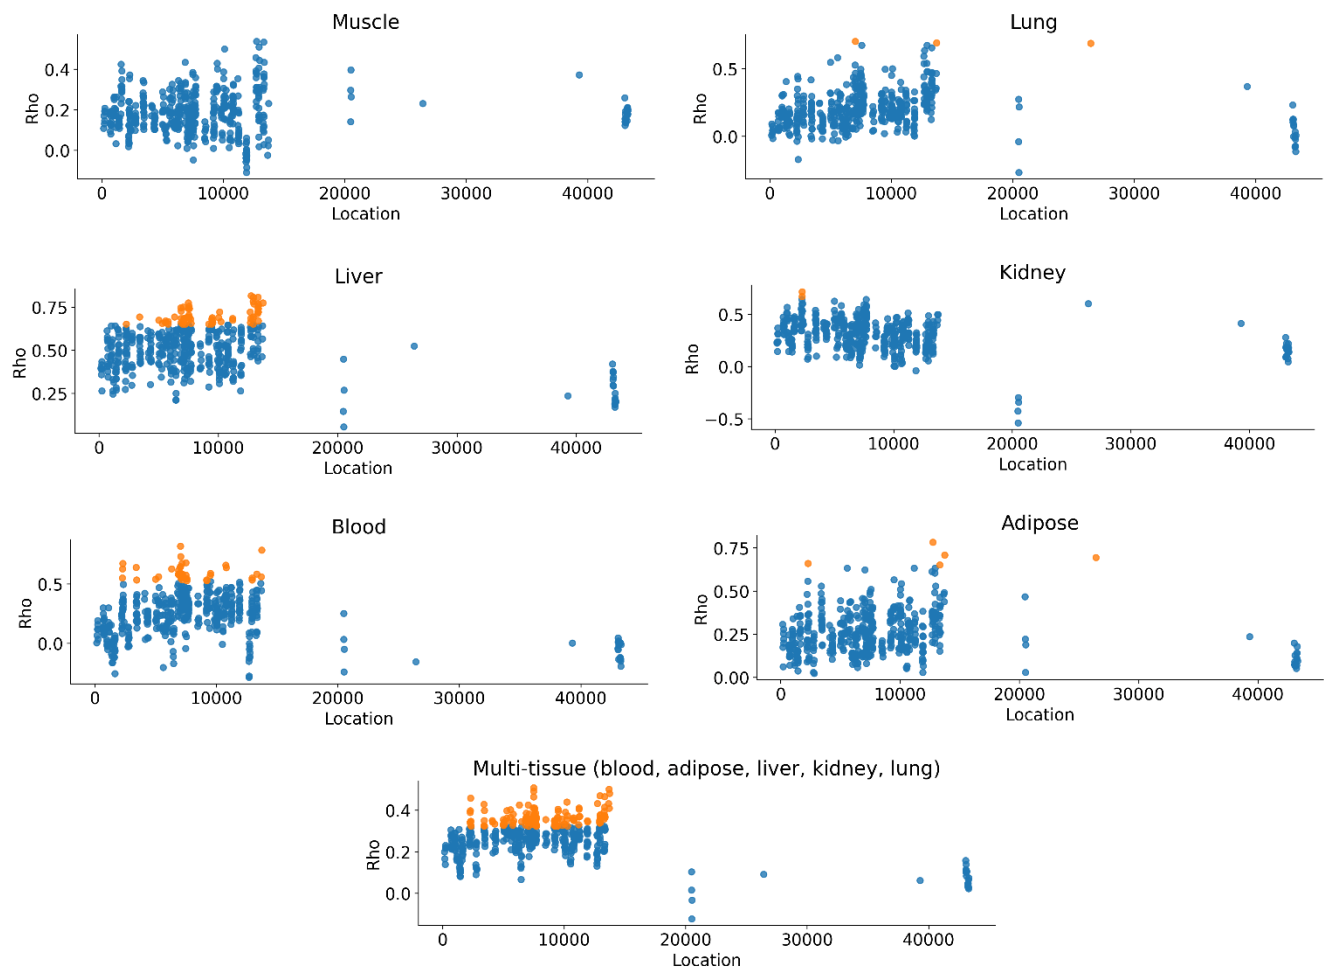 Muscle
0.4
0.2
0.0
Rho
0 10000 20000 30000 40000
Location
Lung
0.5
0.0
Rho
0 10000 20000 30000 40000
Location
Liver
0.75
0.50
0.25
Rho
0 10000 20000 30000 40000
Location
Kidney
0.5
0.0
−0.5
Rho
0 10000 20000 30000 40000
Location
Blood
0.5
0.0
Rho
0 10000 20000 30000 40000
Location
Adipose
0.75
0.50
0.25
0.00
Rho
0 10000 20000 30000 40000
Location
Multi-tissue (blood, adipose, liver, kidney, lung)
0.4
0.2
0.0
Rho
0 10000 20000 30000 40000
Location